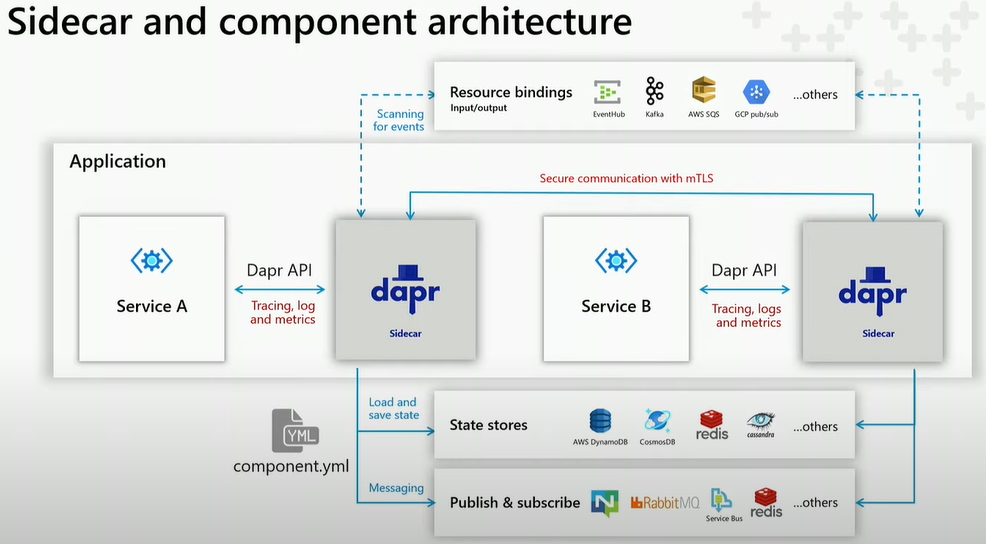 Sidecar and component architecture
Resource bindings
Input/output
EventHub
Kafka
AWS SQS
GCP pub/sub
...others
Scanning
for events
Application
Secure communication with mTLS
Service A
Dapr API
Tracing, log
and metrics
dapr
Sidecar
Service B
Dapr API
Tracing, logs
and metrics
dapr
Sidecar
Load and
save state
YML
component.yml
State stores
AWS DynamoDB
CosmosDB
redis
cassandra
...others
Messaging
Publish & subscribe
N
RabbitMQ
Service Bus
redis
...others